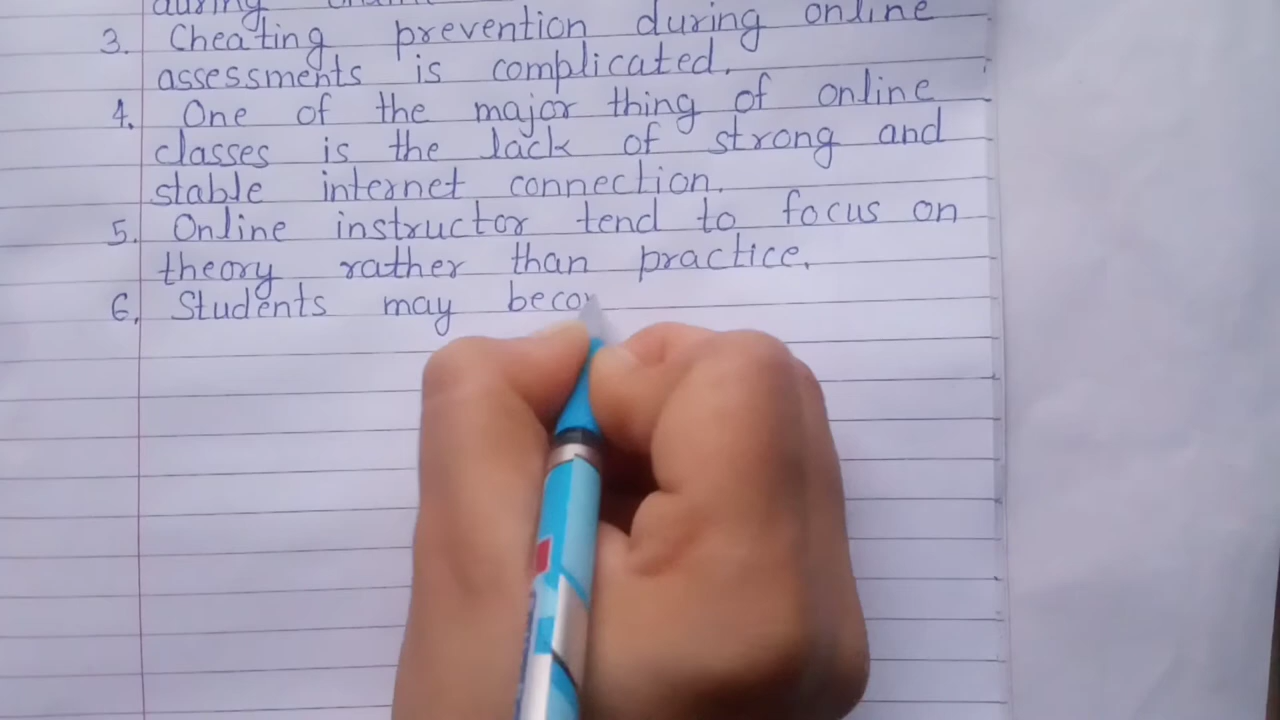 during
3. Cheating prevention during online
assessments is complicated.
4. One of the major thing of online
classes is the lack of strong and
stable internet connection.
5. Online instructor tend to focus on
theory rather than practice.
6. Students may beco